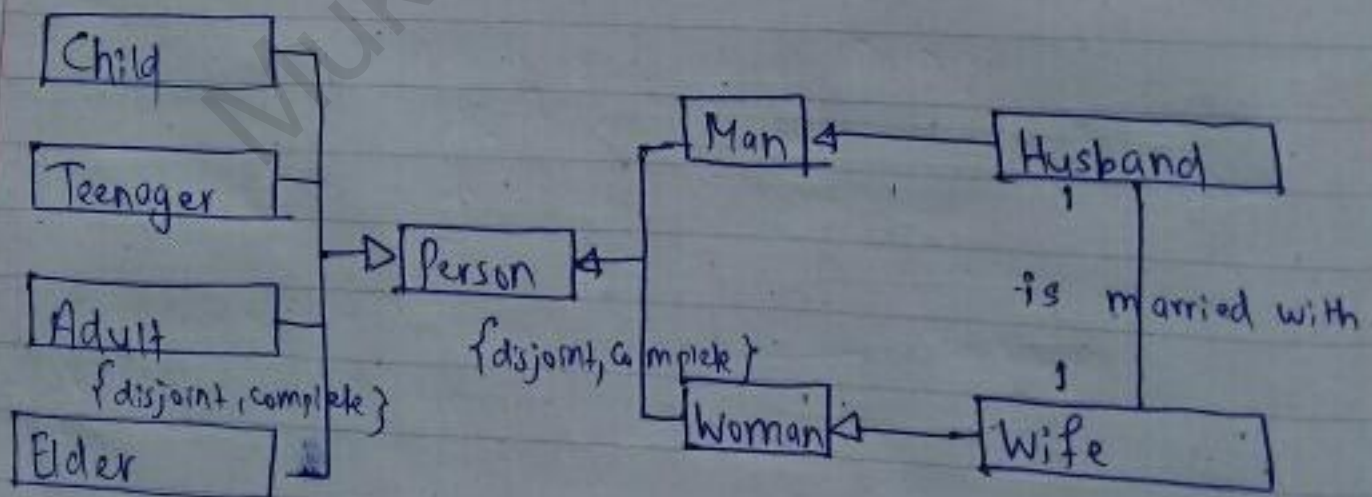 Child
Man
Husband
Teenager
1
Person
is married with
Adult
{disjoint, complete}
1
{disjoint, complete}
Woman
Wife
Elder